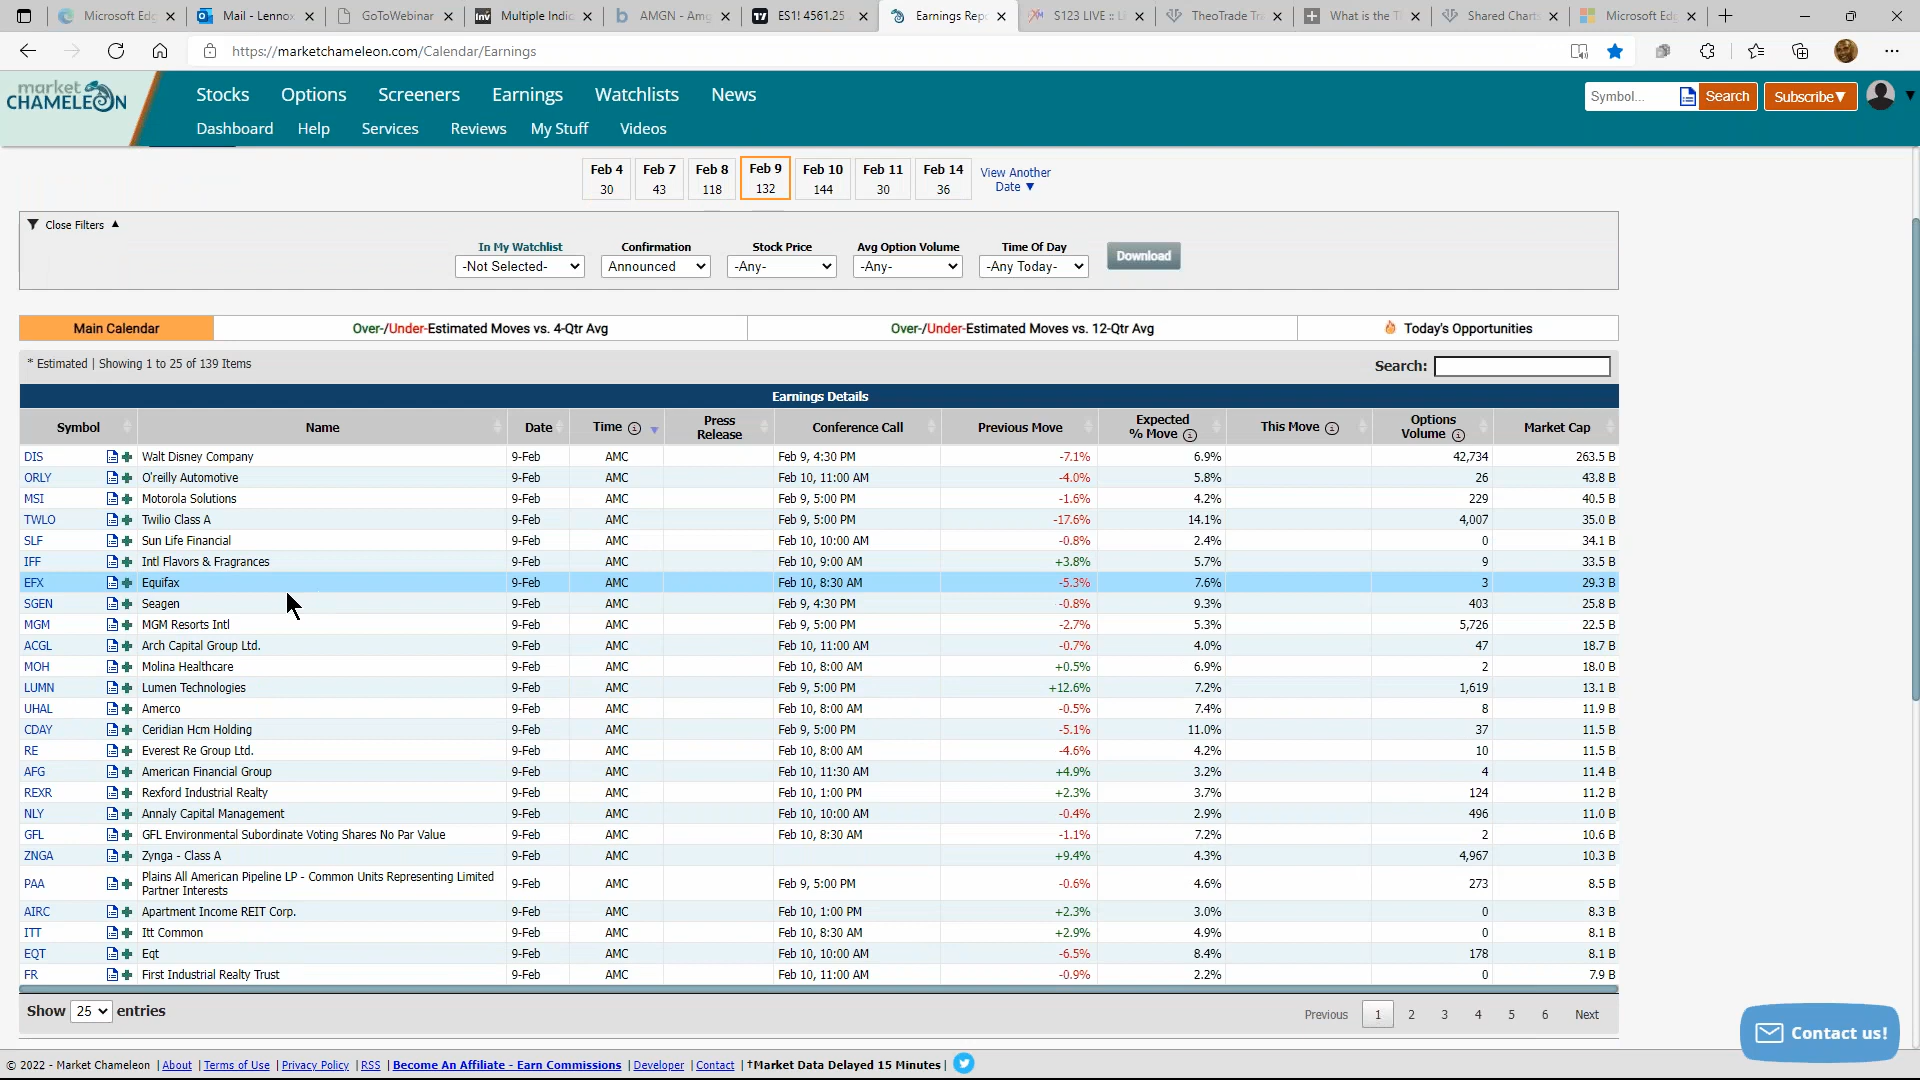 Microsoft Edg
Mail - Lennox
GoToWebinar
Multiple Indic
AMGN - Amg
ES1! 4561.25
Earnings Repo
S123 LIVE :: Li
TheoTrade Tr
What is the T
Shared Charts
Microsoft Edg
https://marketchameleon.com/Calendar/Earnings
market CHAMELEON
Stocks Options Screeners Earnings Watchlists News
Symbol... Search Subscribe▼
Dashboard Help Services Reviews My Stuff Videos
Feb 4 Feb 7 Feb 8 Feb 9 Feb 10 Feb 11 Feb 14 View Another
30 43 118 132 144 30 36 Date ▼
Close Filters ▲
In My Watchlist Confirmation Stock Price Avg Option Volume Time Of Day
-Not Selected- Announced -Any- -Any- -Any Today- Download
Main Calendar Over-/Under-Estimated Moves vs. 4-Qtr Avg Over-/Under-Estimated Moves vs. 12-Qtr Avg Today's Opportunities
* Estimated | Showing 1 to 25 of 139 Items Search:
Earnings Details
Symbol Name Date Time Press Release Conference Call Previous Move Expected % Move This Move Options Volume Market Cap
DIS Walt Disney Company 9-Feb AMC Feb 9, 4:30 PM -7.1% 6.9% 42,734 263.5 B
ORLY O'reilly Automotive 9-Feb AMC Feb 10, 11:00 AM -4.0% 5.8% 26 43.8 B
MSI Motorola Solutions 9-Feb AMC Feb 9, 5:00 PM -1.6% 4.2% 229 40.5 B
TWLO Twilio Class A 9-Feb AMC Feb 9, 5:00 PM -17.6% 14.1% 4,007 35.0 B
SLF Sun Life Financial 9-Feb AMC Feb 10, 10:00 AM -0.8% 2.4% 0 34.1 B
IFF Intl Flavors & Fragrances 9-Feb AMC Feb 10, 9:00 AM +3.8% 5.7% 9 33.5 B
EFX Equifax 9-Feb AMC Feb 10, 8:30 AM -5.3% 7.6% 3 29.3 B
SGEN Seagen 9-Feb AMC Feb 9, 4:30 PM -0.8% 9.3% 403 25.8 B
MGM MGM Resorts Intl 9-Feb AMC Feb 9, 5:00 PM -2.7% 5.3% 5,726 22.5 B
ACGL Arch Capital Group Ltd. 9-Feb AMC Feb 10, 11:00 AM -0.7% 4.0% 47 18.7 B
MOH Molina Healthcare 9-Feb AMC Feb 10, 8:00 AM +0.5% 6.9% 2 18.0 B
LUMN Lumen Technologies 9-Feb AMC Feb 9, 5:00 PM +12.6% 7.2% 1,619 13.1 B
UHAL Amerco 9-Feb AMC Feb 10, 8:00 AM -0.5% 7.4% 8 11.9 B
CDAY Ceridian Hcm Holding 9-Feb AMC Feb 9, 5:00 PM -5.1% 11.0% 37 11.5 B
RE Everest Re Group Ltd. 9-Feb AMC Feb 10, 8:00 AM -4.6% 4.2% 10 11.5 B
AFG American Financial Group 9-Feb AMC Feb 10, 11:30 AM +4.9% 3.2% 4 11.4 B
REXR Rexford Industrial Realty 9-Feb AMC Feb 10, 1:00 PM +2.3% 3.7% 124 11.2 B
NLY Annaly Capital Management 9-Feb AMC Feb 10, 10:00 AM -0.4% 2.9% 496 11.0 B
GFL GFL Environmental Subordinate Voting Shares No Par Value 9-Feb AMC Feb 10, 8:30 AM -1.1% 7.2% 2 10.6 B
ZNGA Zynga - Class A 9-Feb AMC +9.4% 4.3% 4,967 10.3 B
PAA Plains All American Pipeline LP - Common Units Representing Limited Partner Interests 9-Feb AMC Feb 9, 5:00 PM -0.6% 4.6% 273 8.5 B
AIRC Apartment Income REIT Corp. 9-Feb AMC Feb 10, 1:00 PM +2.3% 3.0% 0 8.3 B
ITT Itt Common 9-Feb AMC Feb 10, 8:30 AM +2.9% 4.9% 0 8.1 B
EQT Eqt 9-Feb AMC Feb 10, 10:00 AM -6.5% 8.4% 178 8.1 B
FR First Industrial Realty Trust 9-Feb AMC Feb 10, 11:00 AM -0.9% 2.2% 0 7.9 B
Show 25 entries Previous 1 2 3 4 5 6 Next
Contact us!
© 2022 - Market Chameleon | About | Terms of Use | Privacy Policy | RSS | Become An Affiliate - Earn Commissions | Developer | Contact | †Market Data Delayed 15 Minutes |